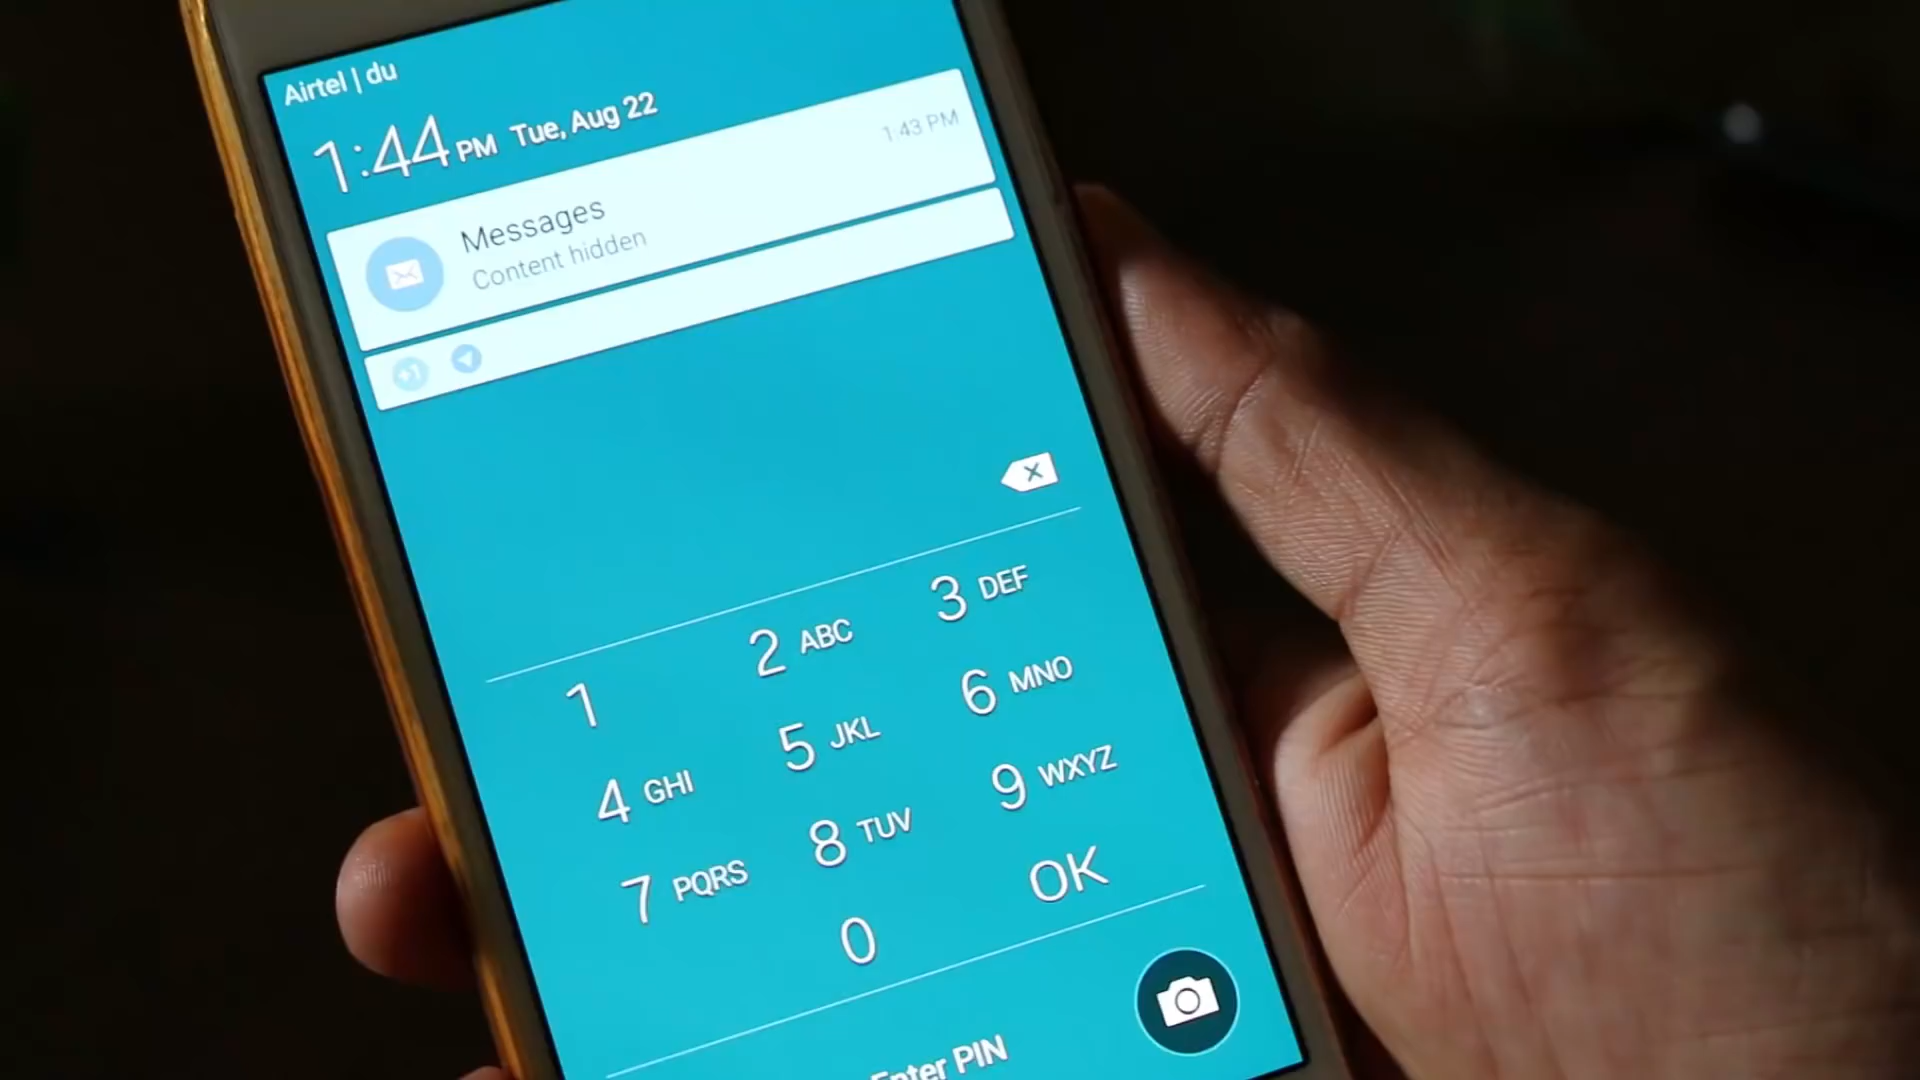 Airtel | du
1:44 PM Tue, Aug 22
1:43 PM
Messages
Content hidden
+1
1
2 ABC
3 DEF
4 GHI
5 JKL
6 MNO
7 PQRS
8 TUV
9 WXYZ
0
OK
Enter PIN